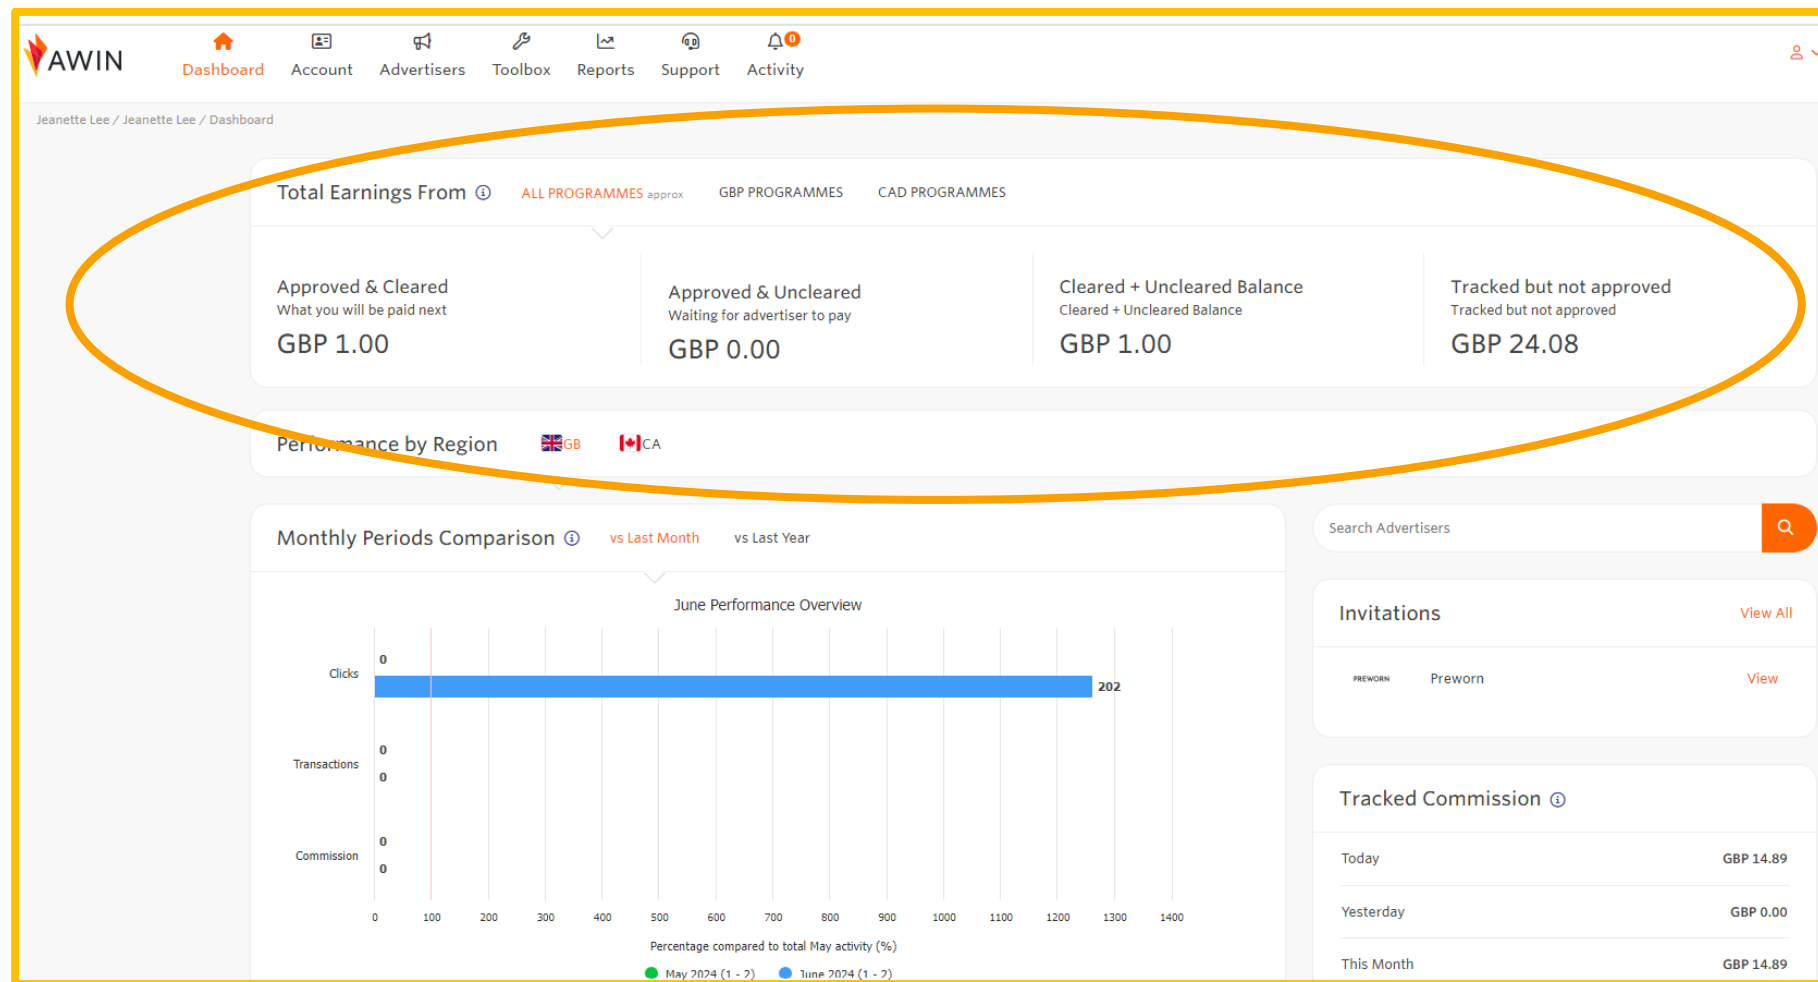 AWIN
Dashboard Account Advertisers Toolbox Reports Support Activity
0
Jeanette Lee / Jeanette Lee / Dashboard
Total Earnings From ALL PROGRAMMES approx GBP PROGRAMMES CAD PROGRAMMES
Approved & Cleared
What you will be paid next
GBP 1.00
Approved & Uncleared
Waiting for advertiser to pay
GBP 0.00
Cleared + Uncleared Balance
Cleared + Uncleared Balance
GBP 1.00
Tracked but not approved
Tracked but not approved
GBP 24.08
Performance by Region GB CA
Monthly Periods Comparison vs Last Month vs Last Year
June Performance Overview
Clicks
0
202
Transactions
0
0
Commission
0
0
0 100 200 300 400 500 600 700 800 900 1000 1100 1200 1300 1400
Percentage compared to total May activity (%)
May 2024 (1 - 2) June 2024 (1 - 2)
Search Advertisers
Invitations View All
PREWORN Preworn View
Tracked Commission
Today GBP 14.89
Yesterday GBP 0.00
This Month GBP 14.89